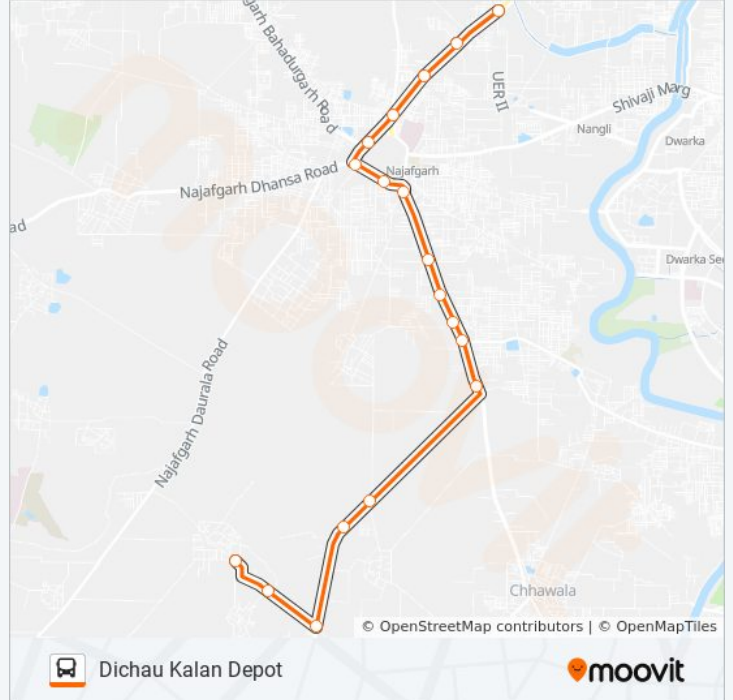 garh Bahadurgarh Road
UER II
Shivaji Marg
Nangli
Dwarka
Najafgarh Dhansa Road
Najafgarh
ad
Dwarka Se
Najafgarh Daurala Road
Chhawala
© OpenStreetMap contributors | © OpenMapTiles
Dichau Kalan Depot
moovit